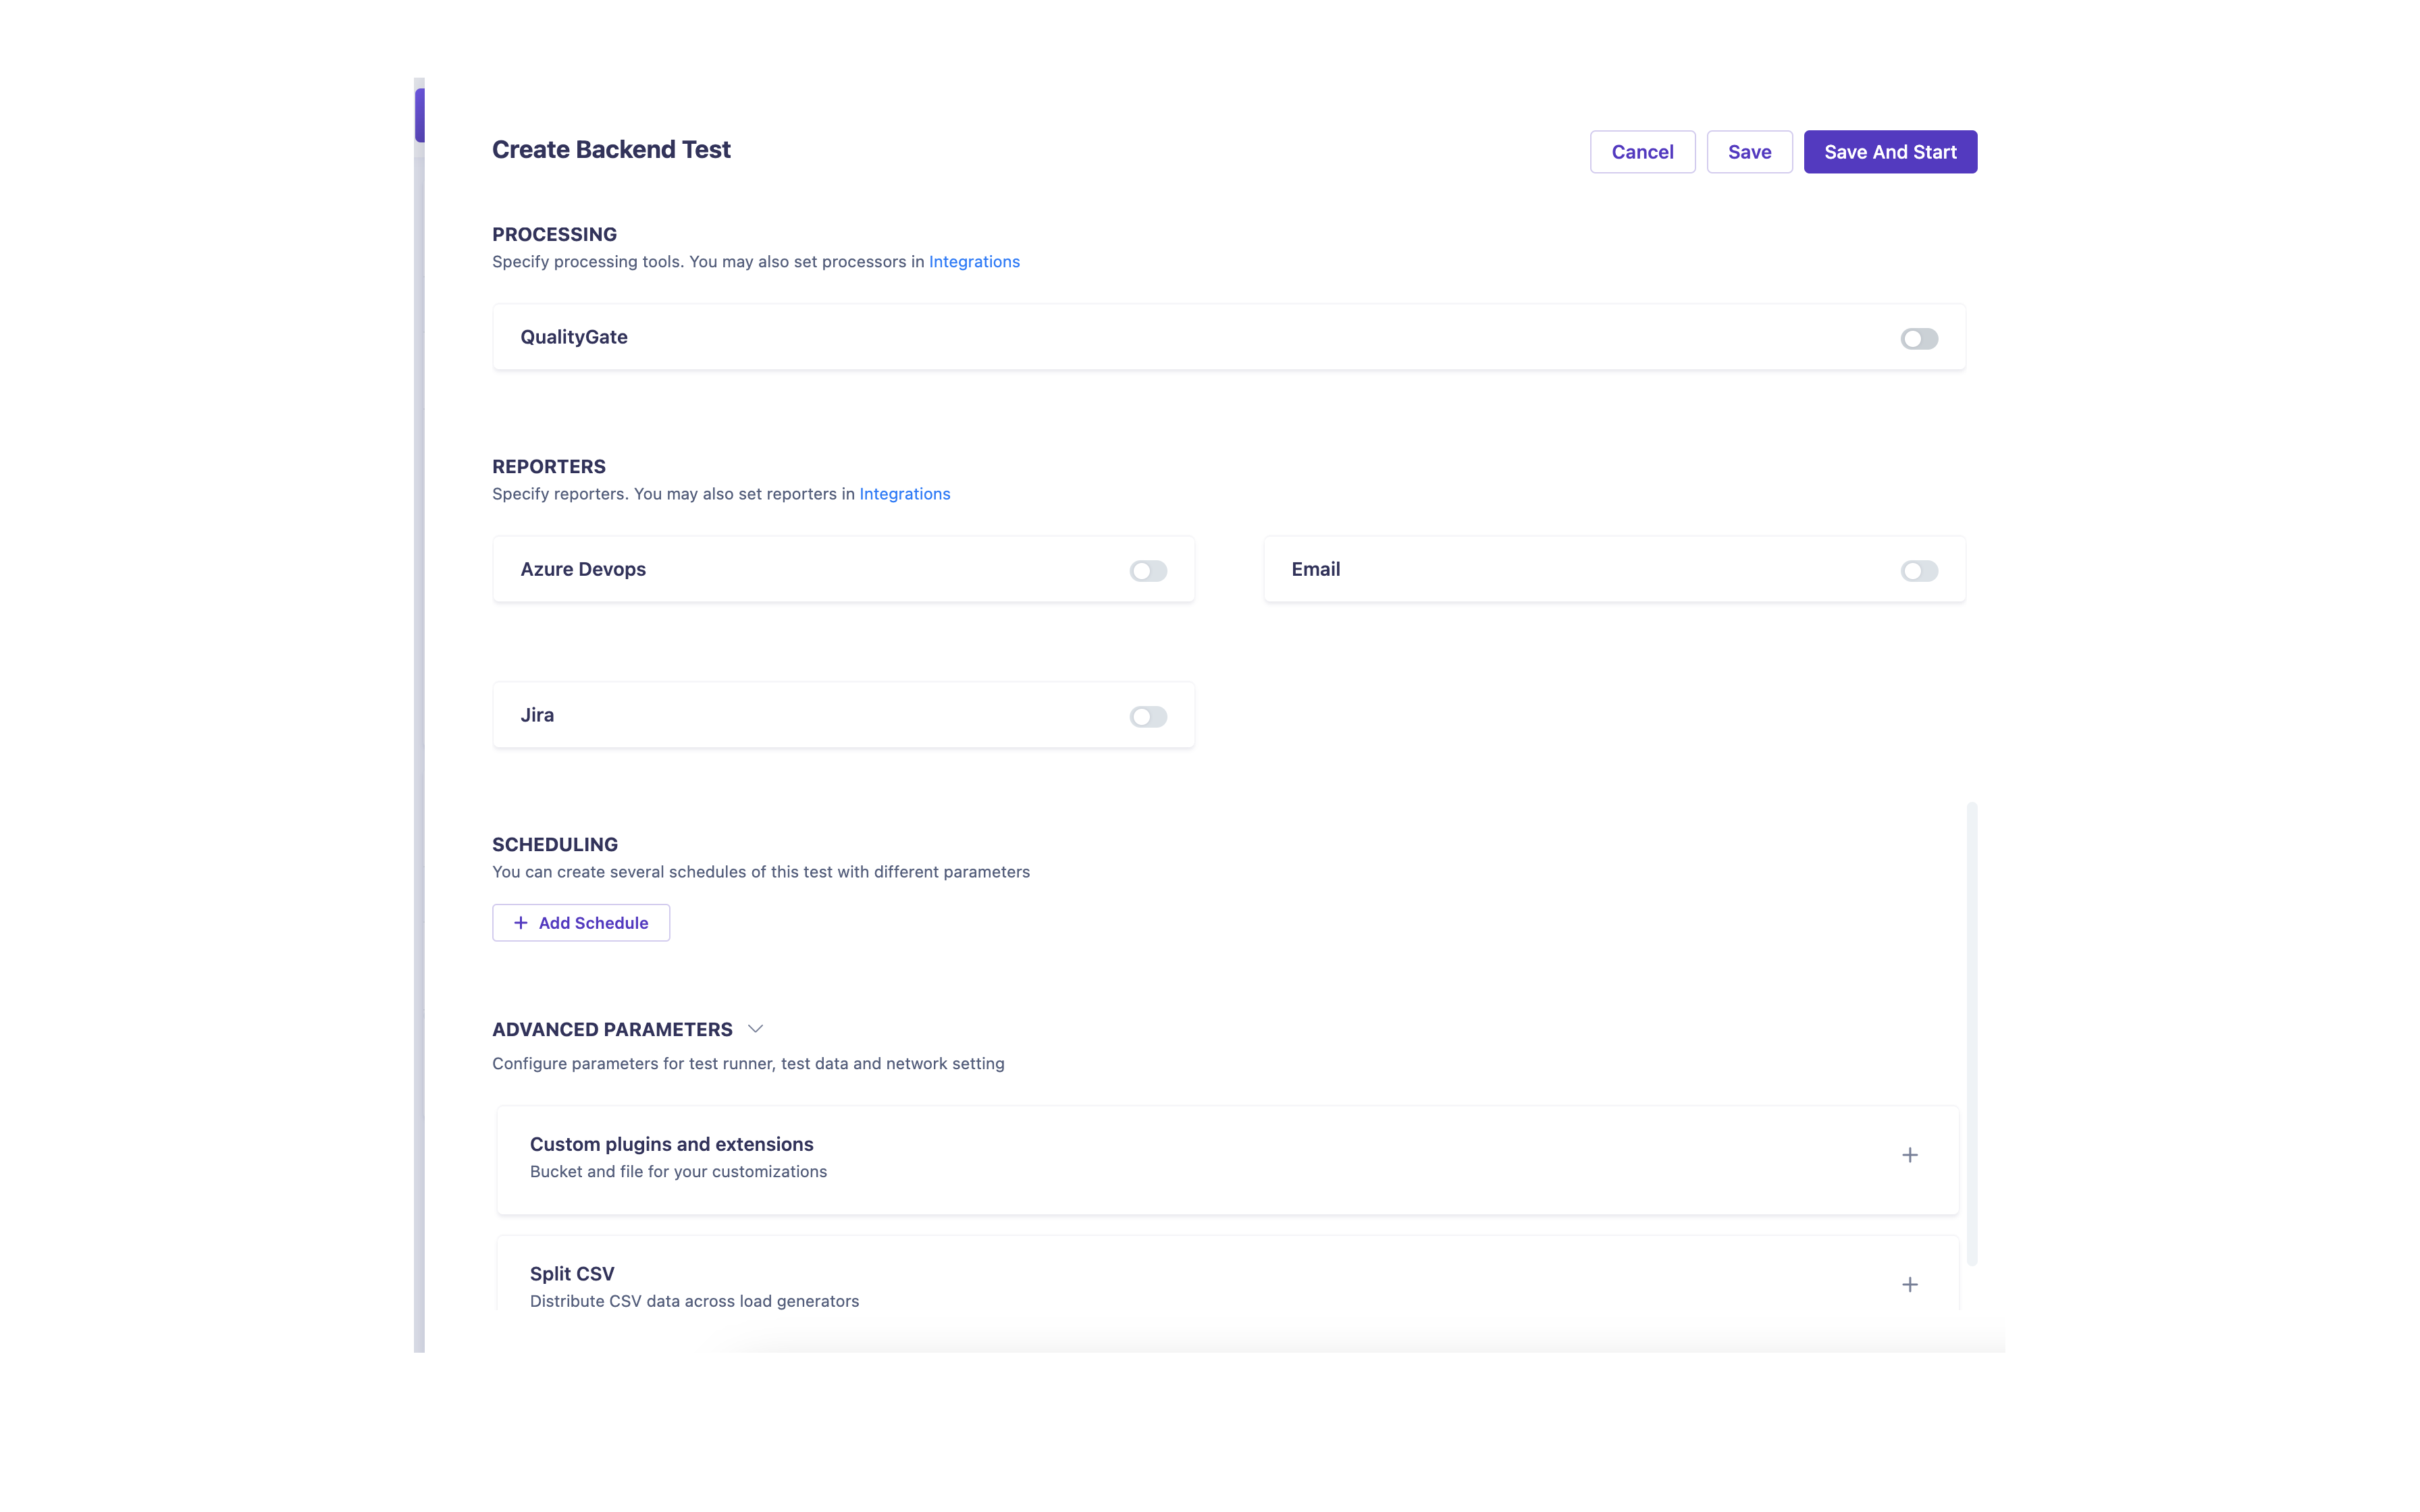 Create Backend Test
Cancel
Save
Save And Start
PROCESSING
Specify processing tools. You may also set processors in Integrations
QualityGate
REPORTERS
Specify reporters. You may also set reporters in Integrations
Azure Devops
Email
Jira
SCHEDULING
You can create several schedules of this test with different parameters
+ Add Schedule
ADVANCED PARAMETERS
Configure parameters for test runner, test data and network setting
Custom plugins and extensions
Bucket and file for your customizations
Split CSV
Distribute CSV data across load generators